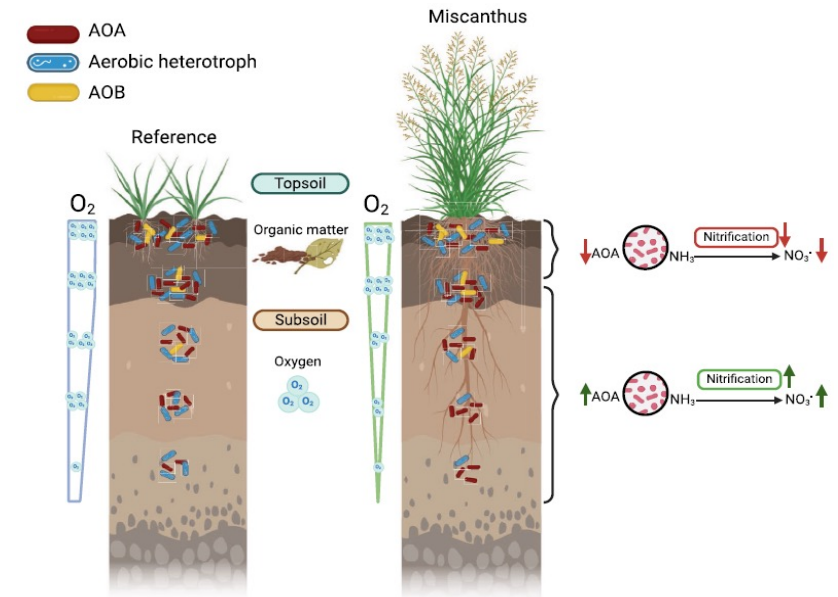 Miscanthus
AOA
Aerobic heterotroph
AOB
Reference
O₂
Topsoil
O₂
Organic matter
AOA
NH₃
Nitrification
NO₃⁻
Subsoil
Oxygen
O₂
O₂ O₂
AOA
NH₃
Nitrification
NO₃⁻